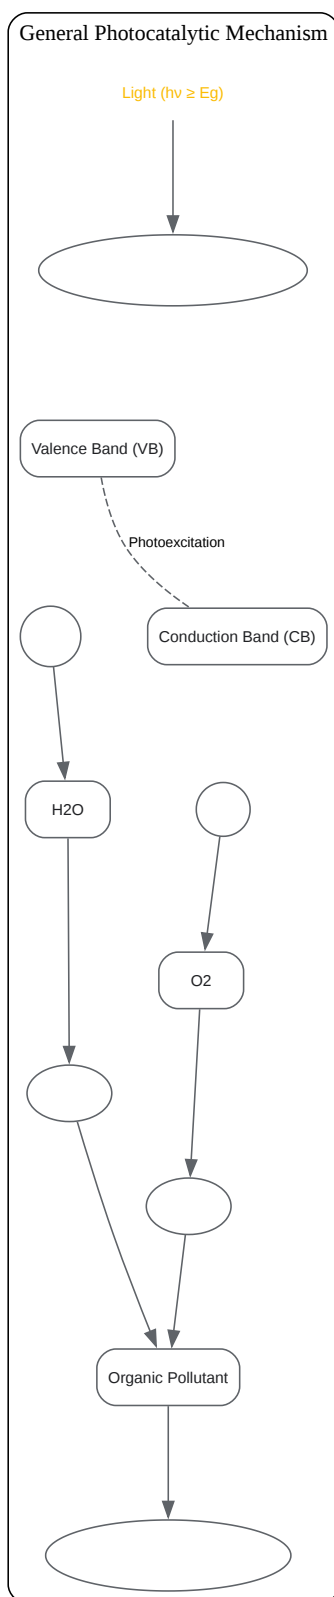 General Photocatalytic Mechanism
Light (hν ≥ Eg)
Valence Band (VB)
Photoexcitation
Conduction Band (CB)
H2O
O2
Organic Pollutant